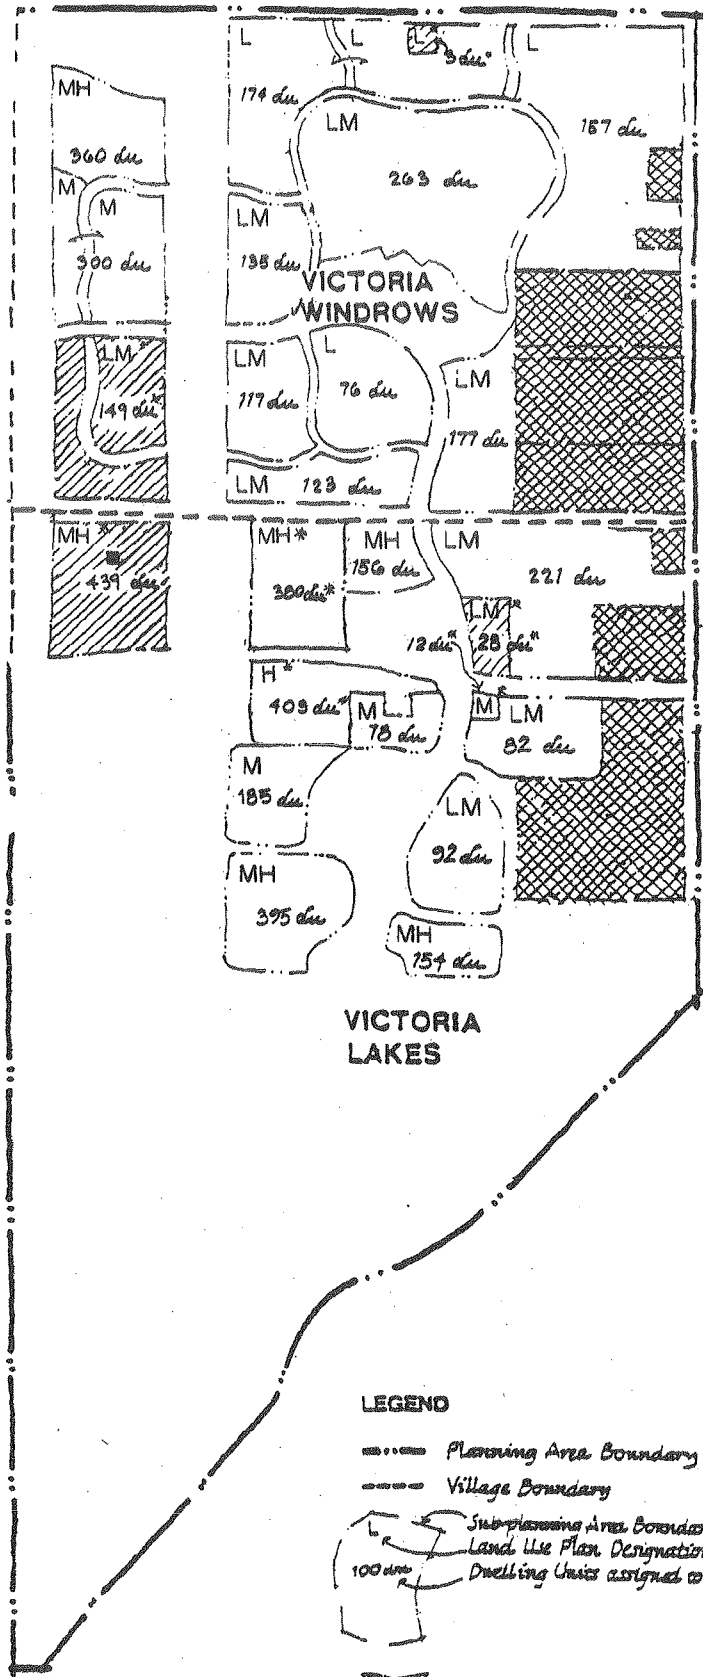 L
L
L
3 du*
L
MH
174 du
LM
157 du
360 du
263 du
M
M
LM
300 du
135 du
VICTORIA
WINDROWS
LM*
LM
L
LM
149 du*
117 du
76 du
177 du
LM 123 du
MH*
MH*
MH
LM
439 du
380 du*
156 du
221 du
LM*
12 du*
28 du*
H*
409 du*
M
78 du
M*
LM
82 du
M
185 du
LM
92 du
MH
395 du
MH
154 du
VICTORIA
LAKES
LEGEND
Planning Area Boundary
Village Boundary
L
Sub-planning Area Boundar
Land Use Plan Designation
100 du
Dwelling Units assigned to